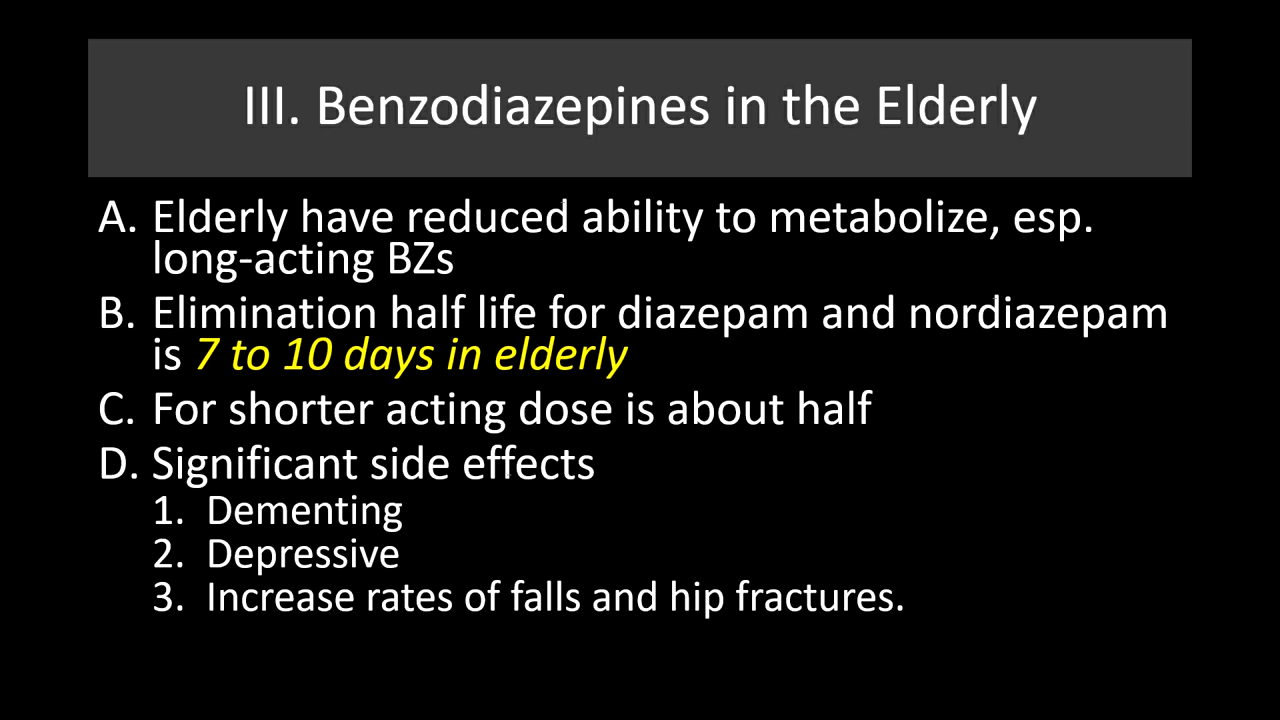 III. Benzodiazepines in the Elderly
A. Elderly have reduced ability to metabolize, esp.
long-acting BZs
B. Elimination half life for diazepam and nordiazepam
is 7 to 10 days in elderly
C. For shorter acting dose is about half
D. Significant side effects
1. Dementing
2. Depressive
3. Increase rates of falls and hip fractures.